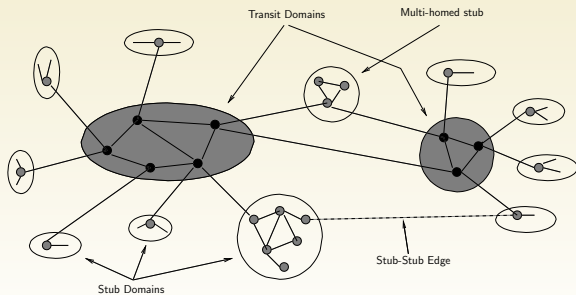 Transit Domains
Multi-homed stub
Stub-Stub Edge
Stub Domains